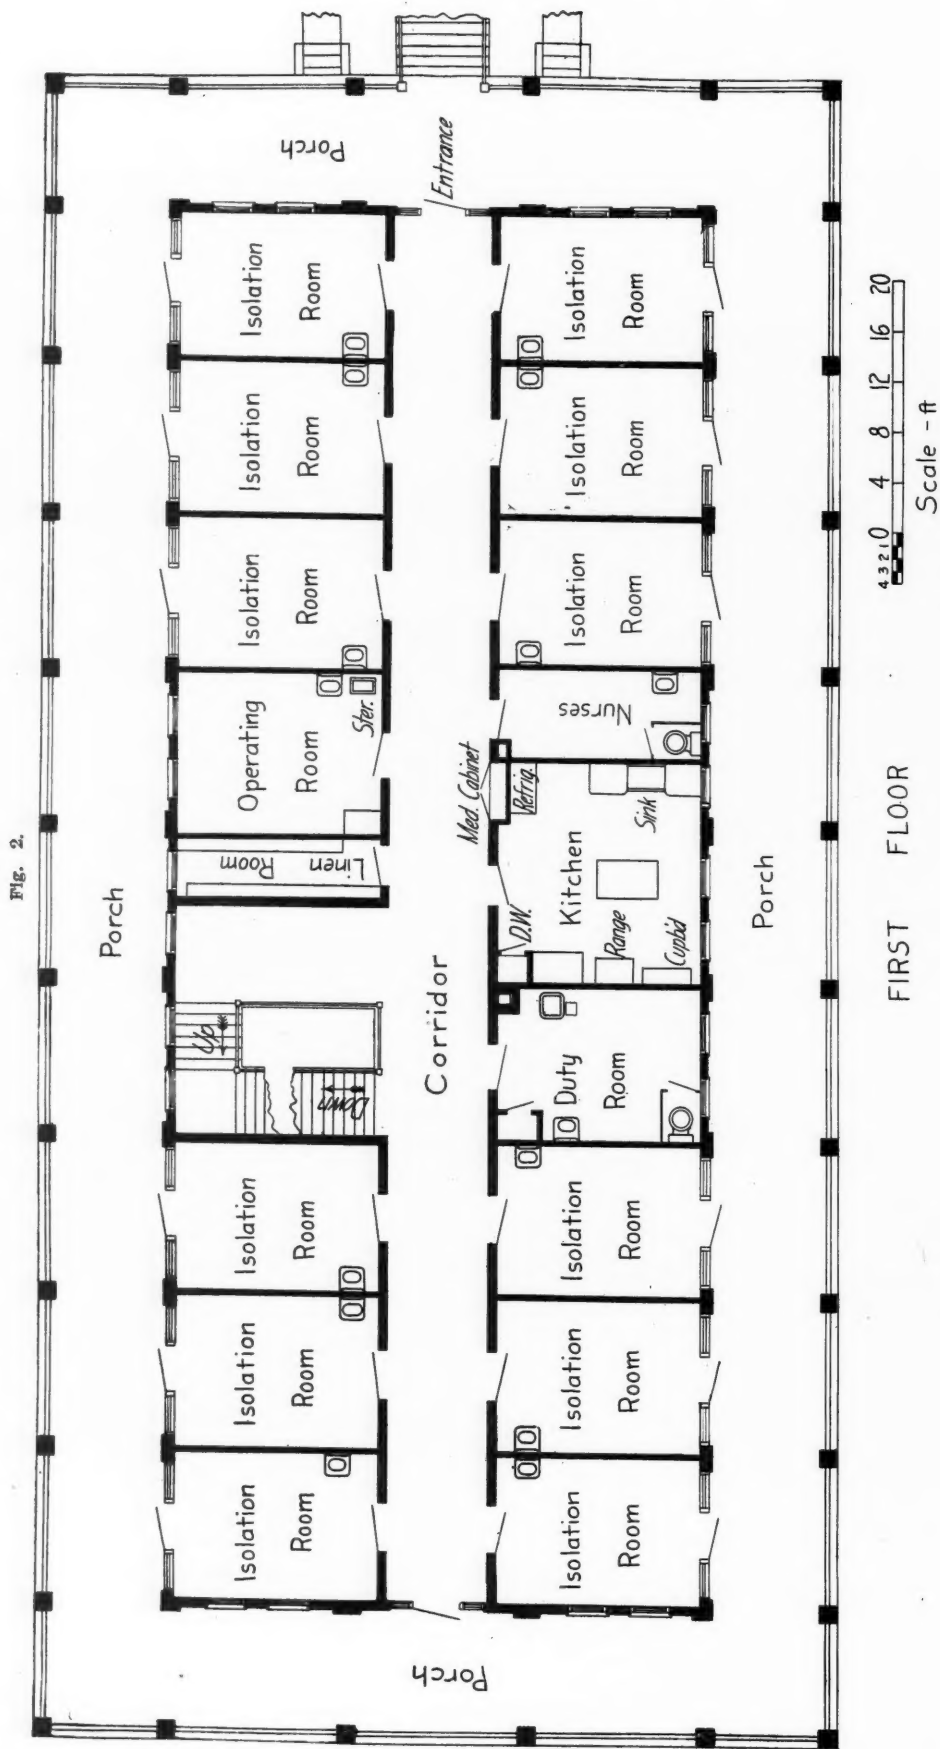 Fig. 2.
Porch
Porch
Isolation
Room
Isolation
Room
Up
Down
Linen
Room
Operating
Room
Ster.
Isolation
Room
Isolation
Room
Isolation
Room
Isolation
Room
Porch
Corridor
Entrance
Isolation
Room
Isolation
Room
Isolation
Room
Duty
Room
D.W.
Kitchen
Range
Cupb'd
Med. Cabinet
Refrig.
Sink
Nurses
Isolation
Room
Isolation
Room
Isolation
Room
Porch
FIRST FLOOR
4 3 2 1 0 4 8 12 16 20
Scale - ft